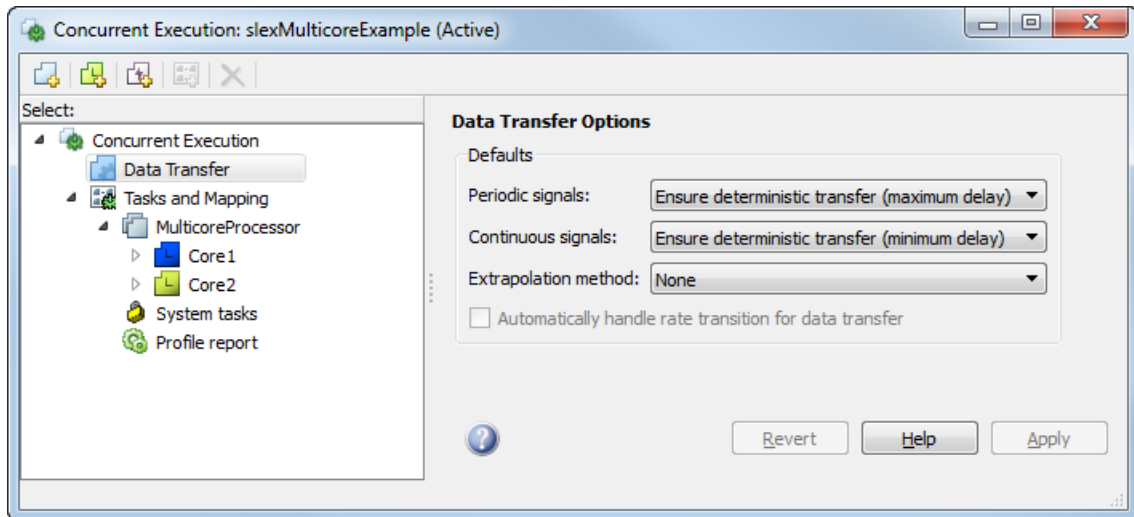 Concurrent Execution: slexMulticoreExample (Active)
Select:
Concurrent Execution
Data Transfer
Tasks and Mapping
MulticoreProcessor
Core1
Core2
System tasks
Profile report
Data Transfer Options
Defaults
Periodic signals: Ensure deterministic transfer (maximum delay)
Continuous signals: Ensure deterministic transfer (minimum delay)
Extrapolation method: None
Automatically handle rate transition for data transfer
Revert Help Apply